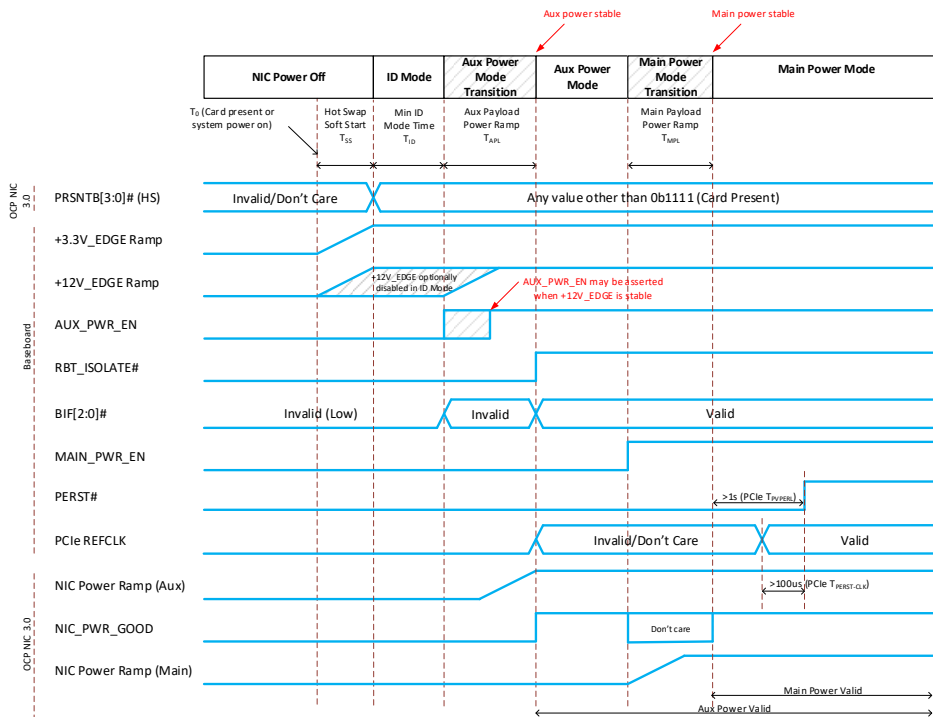 Aux power stable
Main power stable
NIC Power Off
ID Mode
Aux Power
Mode
Transition
Aux Power
Mode
Main Power
Mode
Transition
Main Power Mode
T0 (Card present or
system power on)
Hot Swap
Soft Start
TSS
Min ID
Mode Time
TID
Aux Payload
Power Ramp
TAPL
Main Payload
Power Ramp
TMPL
OCP NIC
3.0
PRSNTB[3:0]# (HS)
Invalid/Don't Care
Any value other than 0b1111 (Card Present)
Baseboard
+3.3V_EDGE Ramp
+12V_EDGE Ramp
+12V_EDGE optionally
disabled in ID Mode
AUX_PWR_EN may be asserted
when +12V_EDGE is stable
AUX_PWR_EN
RBT_ISOLATE#
BIF[2:0]#
Invalid (Low)
Invalid
Valid
MAIN_PWR_EN
PERST#
>1s (PCIe TPVPERL)
PCIe REFCLK
Invalid/Don't Care
Valid
OCP NIC 3.0
NIC Power Ramp (Aux)
>100us (PCIe TPERST-CLK)
NIC_PWR_GOOD
Don't care
NIC Power Ramp (Main)
Main Power Valid
Aux Power Valid